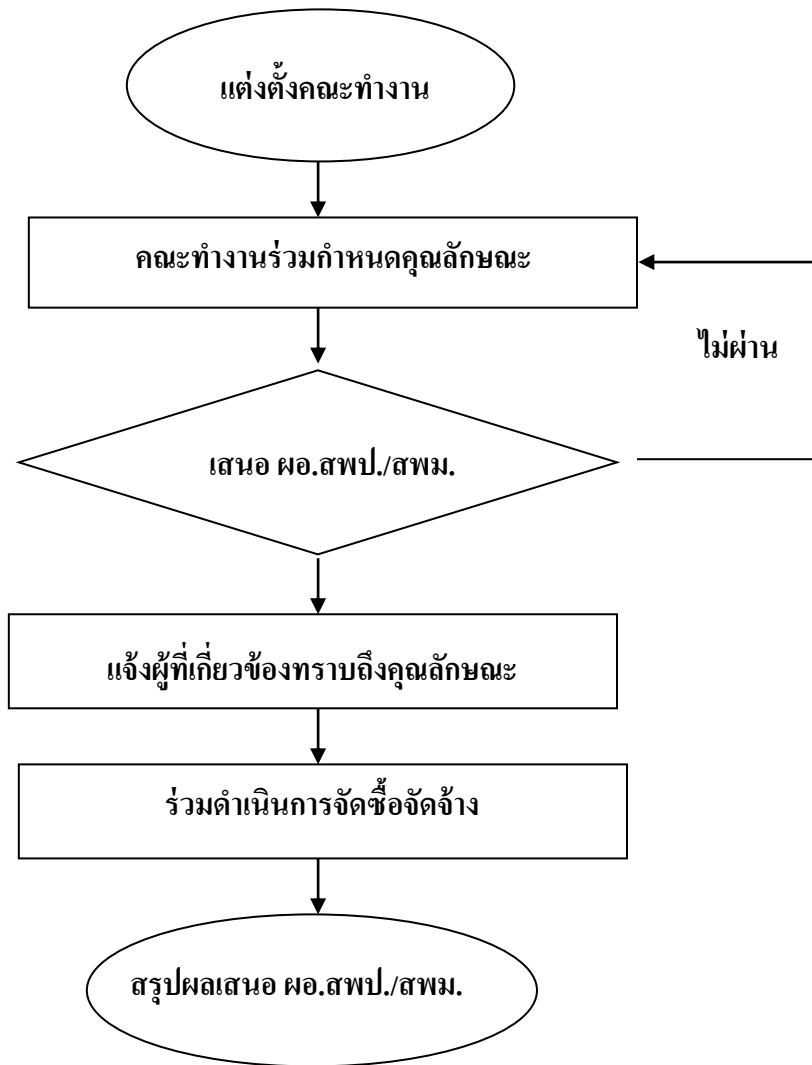 แต่งตั้งคณะทำงาน
คณะทำงานร่วมกำหนดคุณลักษณะ
ไม่ผ่าน
เสนอ ผอ.สพป./สพม.
แจ้งผู้ที่เกี่ยวข้องทราบถึงคุณลักษณะ
ร่วมดำเนินการจัดซื้อจัดจ้าง
สรุปผลเสนอ ผอ.สพป./สพม.